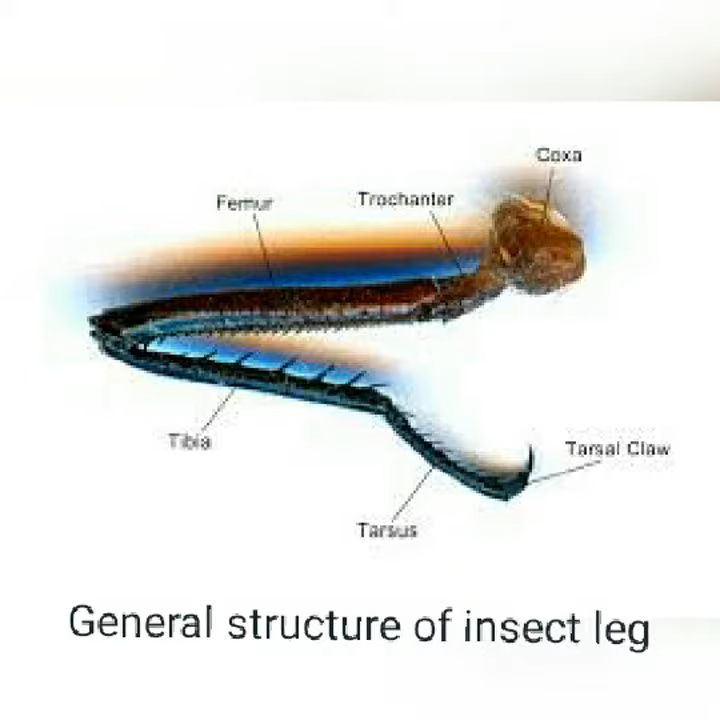 Coxa
Femur
Trochanter
Tibia
Tarsal Claw
Tarsus
General structure of insect leg